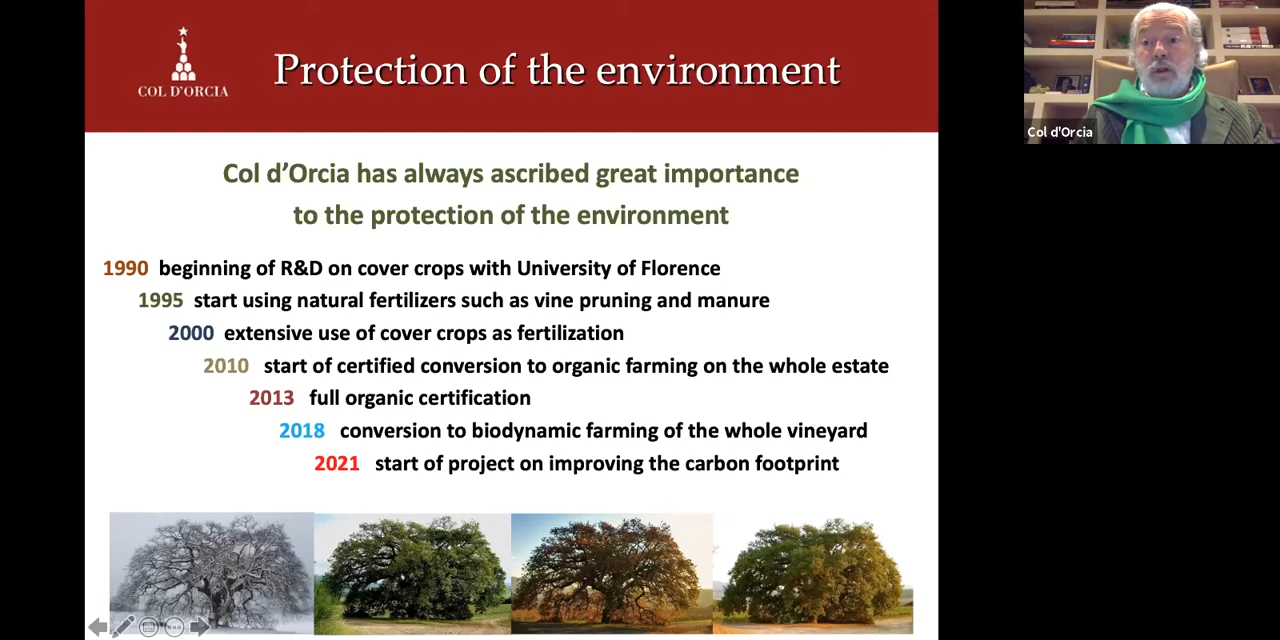 COL D'ORCIA
Protection of the environment
Col d'Orcia
Col d’Orcia has always ascribed great importance
to the protection of the environment
1990 beginning of R&D on cover crops with University of Florence
1995 start using natural fertilizers such as vine pruning and manure
2000 extensive use of cover crops as fertilization
2010 start of certified conversion to organic farming on the whole estate
2013 full organic certification
2018 conversion to biodynamic farming of the whole vineyard
2021 start of project on improving the carbon footprint